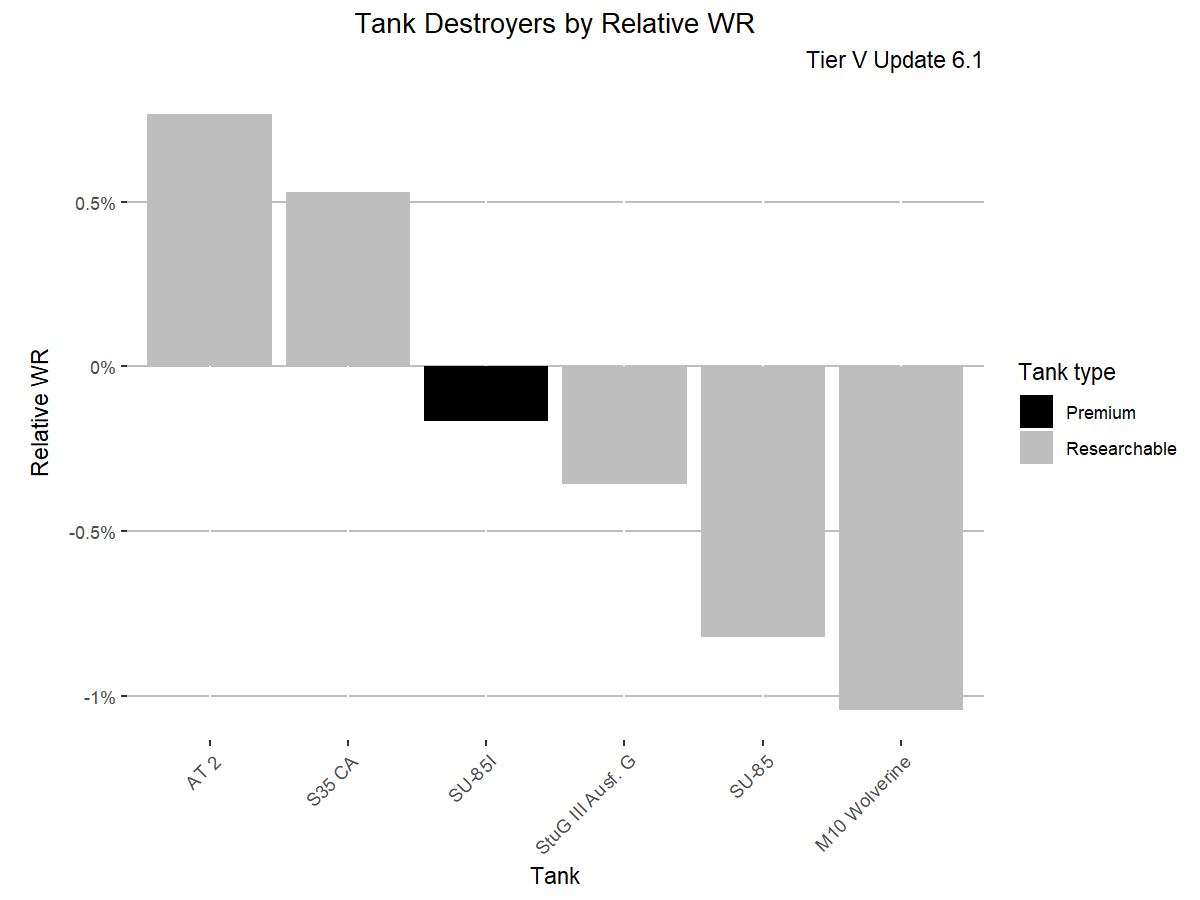 Tank Destroyers by Relative WR
Tier V Update 6.1
0.5%
0%
-0.5%
-1%
Relative WR
AT 2
S35 CA
SU-85I
StuG III Ausf. G
SU-85
M10 Wolverine
Tank
Tank type
Premium
Researchable